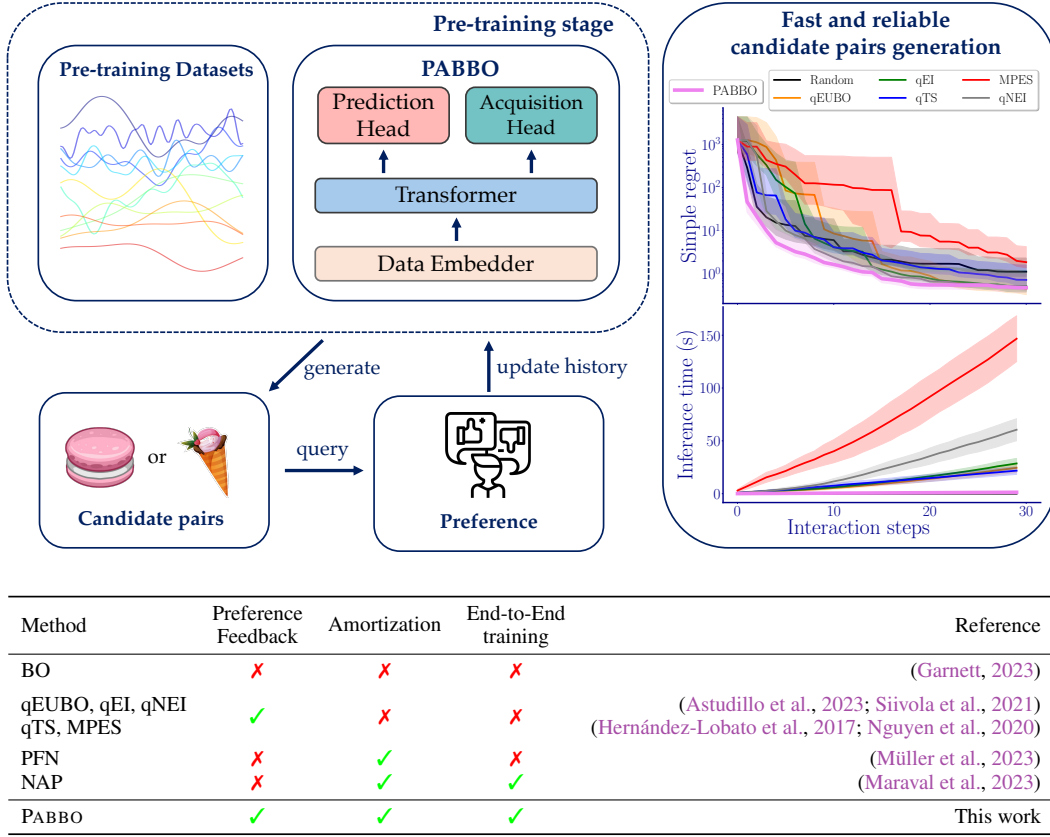 Pre-training stage
Pre-training Datasets
PABBO
Prediction
Head
Acquisition
Head
Transformer
Data Embedder
generate
update history
or
Candidate pairs
query
Preference
Fast and reliable
candidate pairs generation
PABBO
Random
qEUBO
qEI
qTS
MPES
qNEI
Simple regret
10³
10²
10¹
10⁰
Inference time (s)
150
100
50
0
0
10
20
30
Interaction steps
Method
Preference
Feedback
Amortization
End-to-End
training
Reference
BO ✗ ✗ ✗ (Garnett, 2023)
qEUBO, qEI, qNEI
qTS, MPES
✓ ✗ ✗
(Astudillo et al., 2023; Siivola et al., 2021)
(Hernández-Lobato et al., 2017; Nguyen et al., 2020)
PFN ✗ ✓ ✗ (Müller et al., 2023)
NAP ✗ ✓ ✓ (Maraval et al., 2023)
PABBO ✓ ✓ ✓ This work